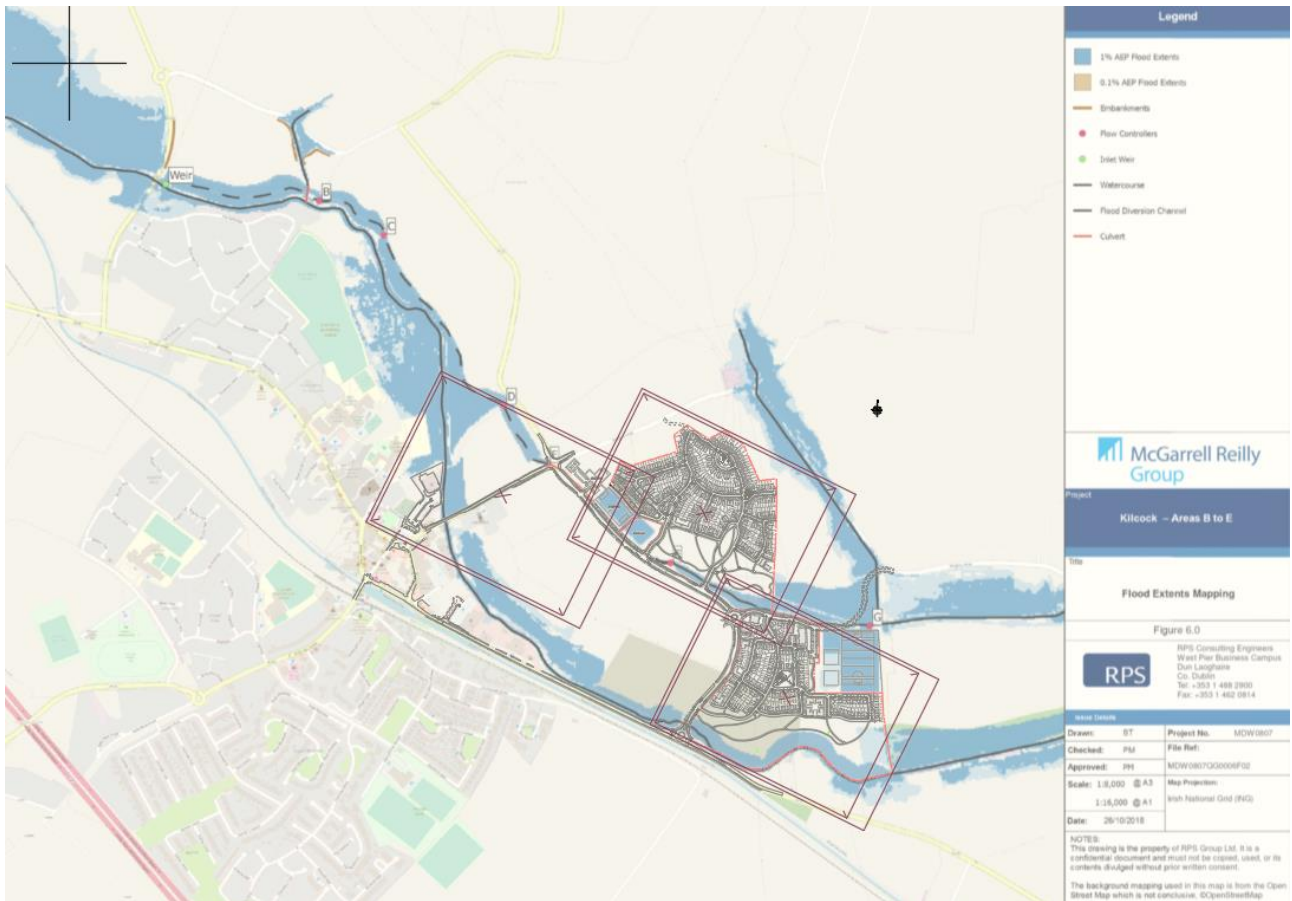 Legend
1% AEP Flood Extents
0.1% AEP Flood Extents
Embankments
Flow Controllers
Inlet Weir
Watercourse
Flood Diversion Channel
Culvert
Weir
B
C
D
G
McGarrell Reilly
Group
Project
Kilcock – Areas B to E
Title
Flood Extents Mapping
Figure 6.0
RPS
RPS Consulting Engineers
West Pier Business Campus
Dun Laoghaire
Co. Dublin
Tel: +353 1 488 2900
Fax: +353 1 462 0814
Issue Details
Drawn: BT
Project No. MDW0807
Checked: PM
File Ref:
Approved: PM
MDW0807GG0006F02
Scale: 1:8,000 @ A3
Map Projection:
1:16,000 @ A1
Irish National Grid (ING)
Date: 26/10/2018
NOTES:
This drawing is the property of RPS Group Ltd. It is a
confidential document and must not be copied, used, or its
contents divulged without prior written consent.
The background mapping used in this map is from the Open
Street Map which is not conclusive, ©OpenStreetMap